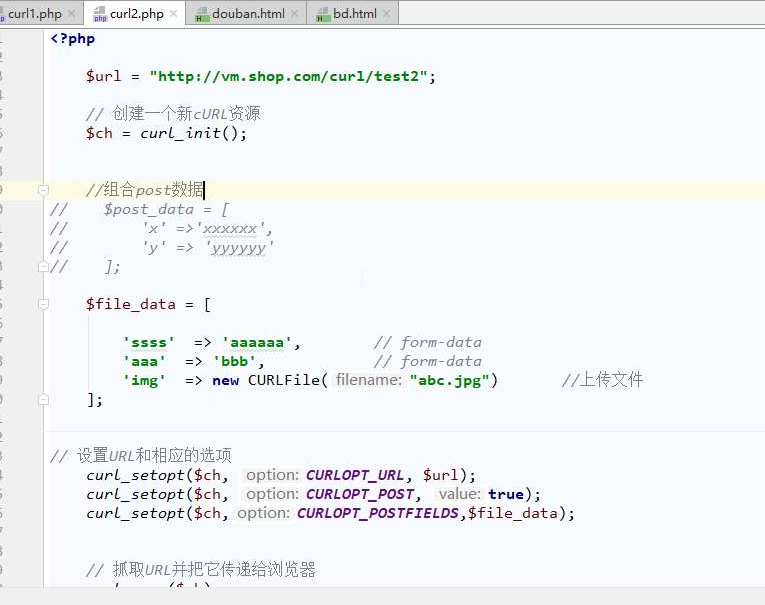 curl1.php curl2.php douban.html bd.html
<?php
$url = "http://vm.shop.com/curl/test2";
// 创建一个新cURL资源
$ch = curl_init();
//组合post数据
// $post_data = [
// 'x' =>'xxxxxx',
// 'y' => 'yyyyyy'
// ];
$file_data = [
'ssss' => 'aaaaaa', // form-data
'aaa' => 'bbb', // form-data
'img' => new CURLFile( filename: "abc.jpg") //上传文件
];
// 设置URL和相应的选项
curl_setopt($ch, option: CURLOPT_URL, $url);
curl_setopt($ch, option: CURLOPT_POST, value: true);
curl_setopt($ch, option: CURLOPT_POSTFIELDS,$file_data);
// 抓取URL并把它传递给浏览器